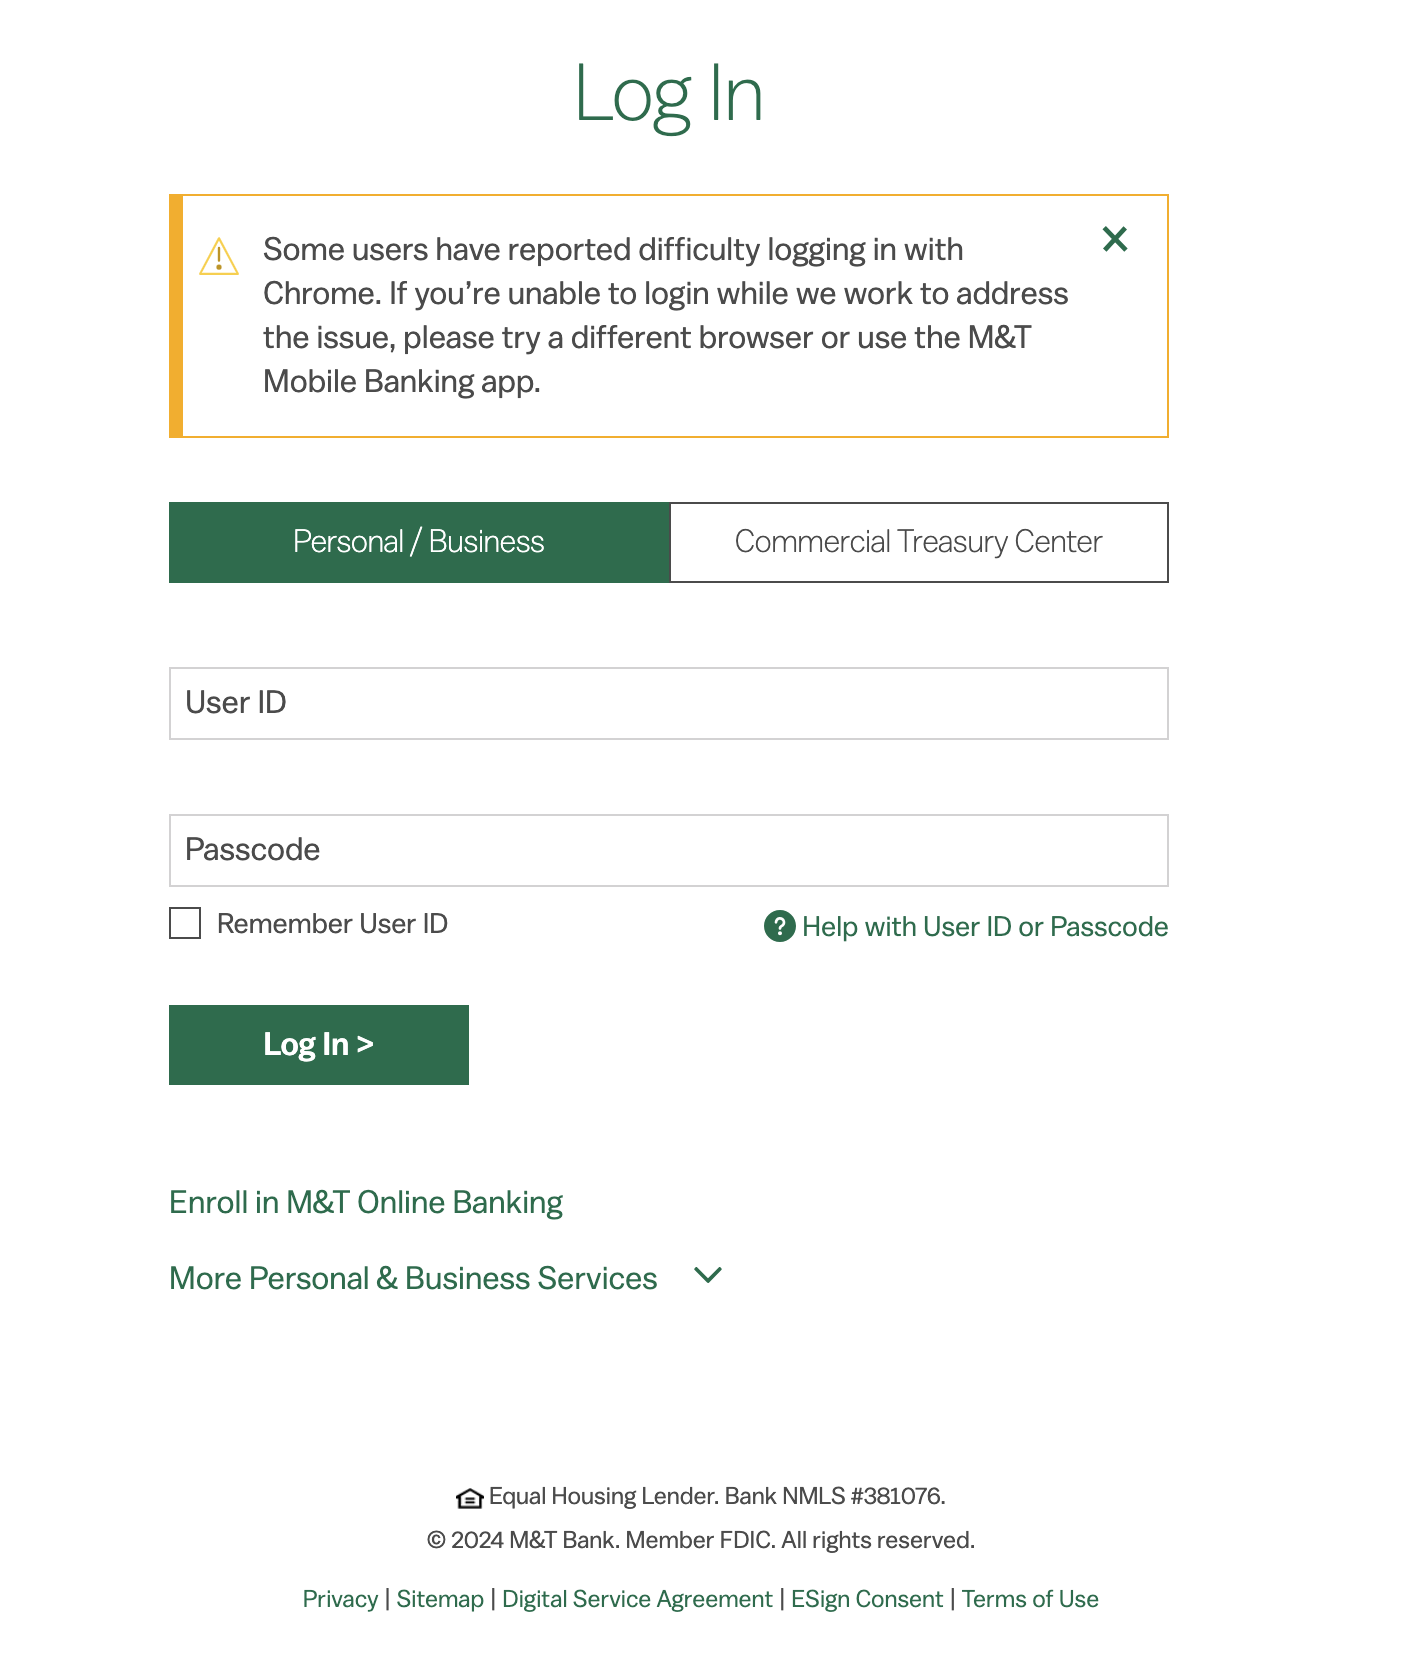 Log In
Some users have reported difficulty logging in with
Chrome. If you’re unable to login while we work to address
the issue, please try a different browser or use the M&T
Mobile Banking app.
Personal / Business
Commercial Treasury Center
User ID
Passcode
Remember User ID
? Help with User ID or Passcode
Log In >
Enroll in M&T Online Banking
More Personal & Business Services
Equal Housing Lender. Bank NMLS #381076.
© 2024 M&T Bank. Member FDIC. All rights reserved.
Privacy | Sitemap | Digital Service Agreement | ESign Consent | Terms of Use